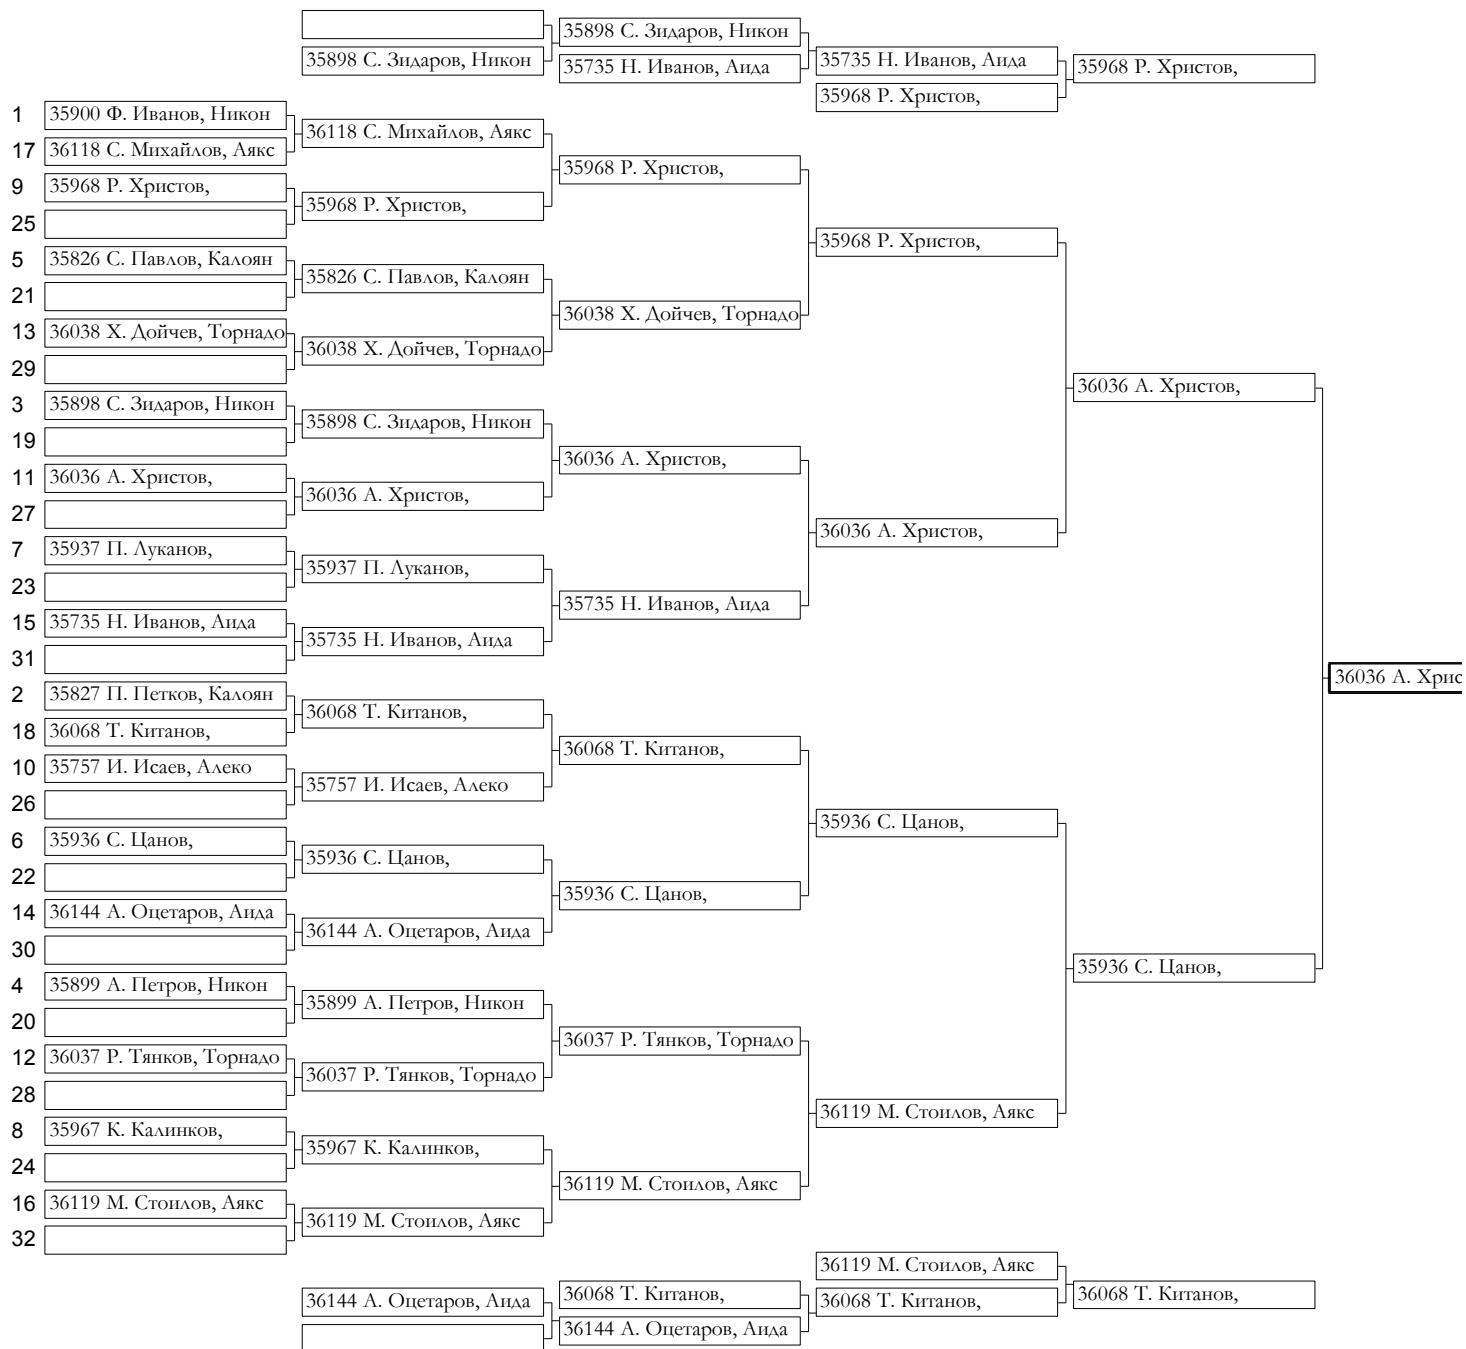 35898 С. Зидаров, Никон
35898 С. Зидаров, Никон
35735 Н. Иванов, Аида
35735 Н. Иванов, Аида
35968 Р. Христов,
35968 Р. Христов,
1 35900 Ф. Иванов, Никон
17 36118 С. Михайлов, Аякс
36118 С. Михайлов, Аякс
9 35968 Р. Христов,
25
35968 Р. Христов,
35968 Р. Христов,
5 35826 С. Павлов, Калоян
21
35826 С. Павлов, Калоян
13 36038 Х. Дойчев, Торнадо
29
36038 Х. Дойчев, Торнадо
36038 Х. Дойчев, Торнадо
35968 Р. Христов,
3 35898 С. Зидаров, Никон
19
35898 С. Зидаров, Никон
11 36036 А. Христов,
27
36036 А. Христов,
36036 А. Христов,
7 35937 П. Луканов,
23
35937 П. Луканов,
15 35735 Н. Иванов, Аида
31
35735 Н. Иванов, Аида
35735 Н. Иванов, Аида
36036 А. Христов,
36036 А. Христов,
2 35827 П. Петков, Калоян
18 36068 Т. Китанов,
36068 Т. Китанов,
10 35757 И. Исаев, Алеко
26
35757 И. Исаев, Алеко
36068 Т. Китанов,
6 35936 С. Цанов,
22
35936 С. Цанов,
14 36144 А. Оцетаров, Аида
30
36144 А. Оцетаров, Аида
35936 С. Цанов,
35936 С. Цанов,
4 35899 А. Петров, Никон
20
35899 А. Петров, Никон
12 36037 Р. Тянков, Торнадо
28
36037 Р. Тянков, Торнадо
36037 Р. Тянков, Торнадо
8 35967 К. Калинков,
24
35967 К. Калинков,
16 36119 М. Стоилов, Аякс
32
36119 М. Стоилов, Аякс
36119 М. Стоилов, Аякс
36119 М. Стоилов, Аякс
35936 С. Цанов,
36036 А. Хрис
36144 А. Оцетаров, Аида
36068 Т. Китанов,
36144 А. Оцетаров, Аида
36119 М. Стоилов, Аякс
36068 Т. Китанов,
36068 Т. Китанов,